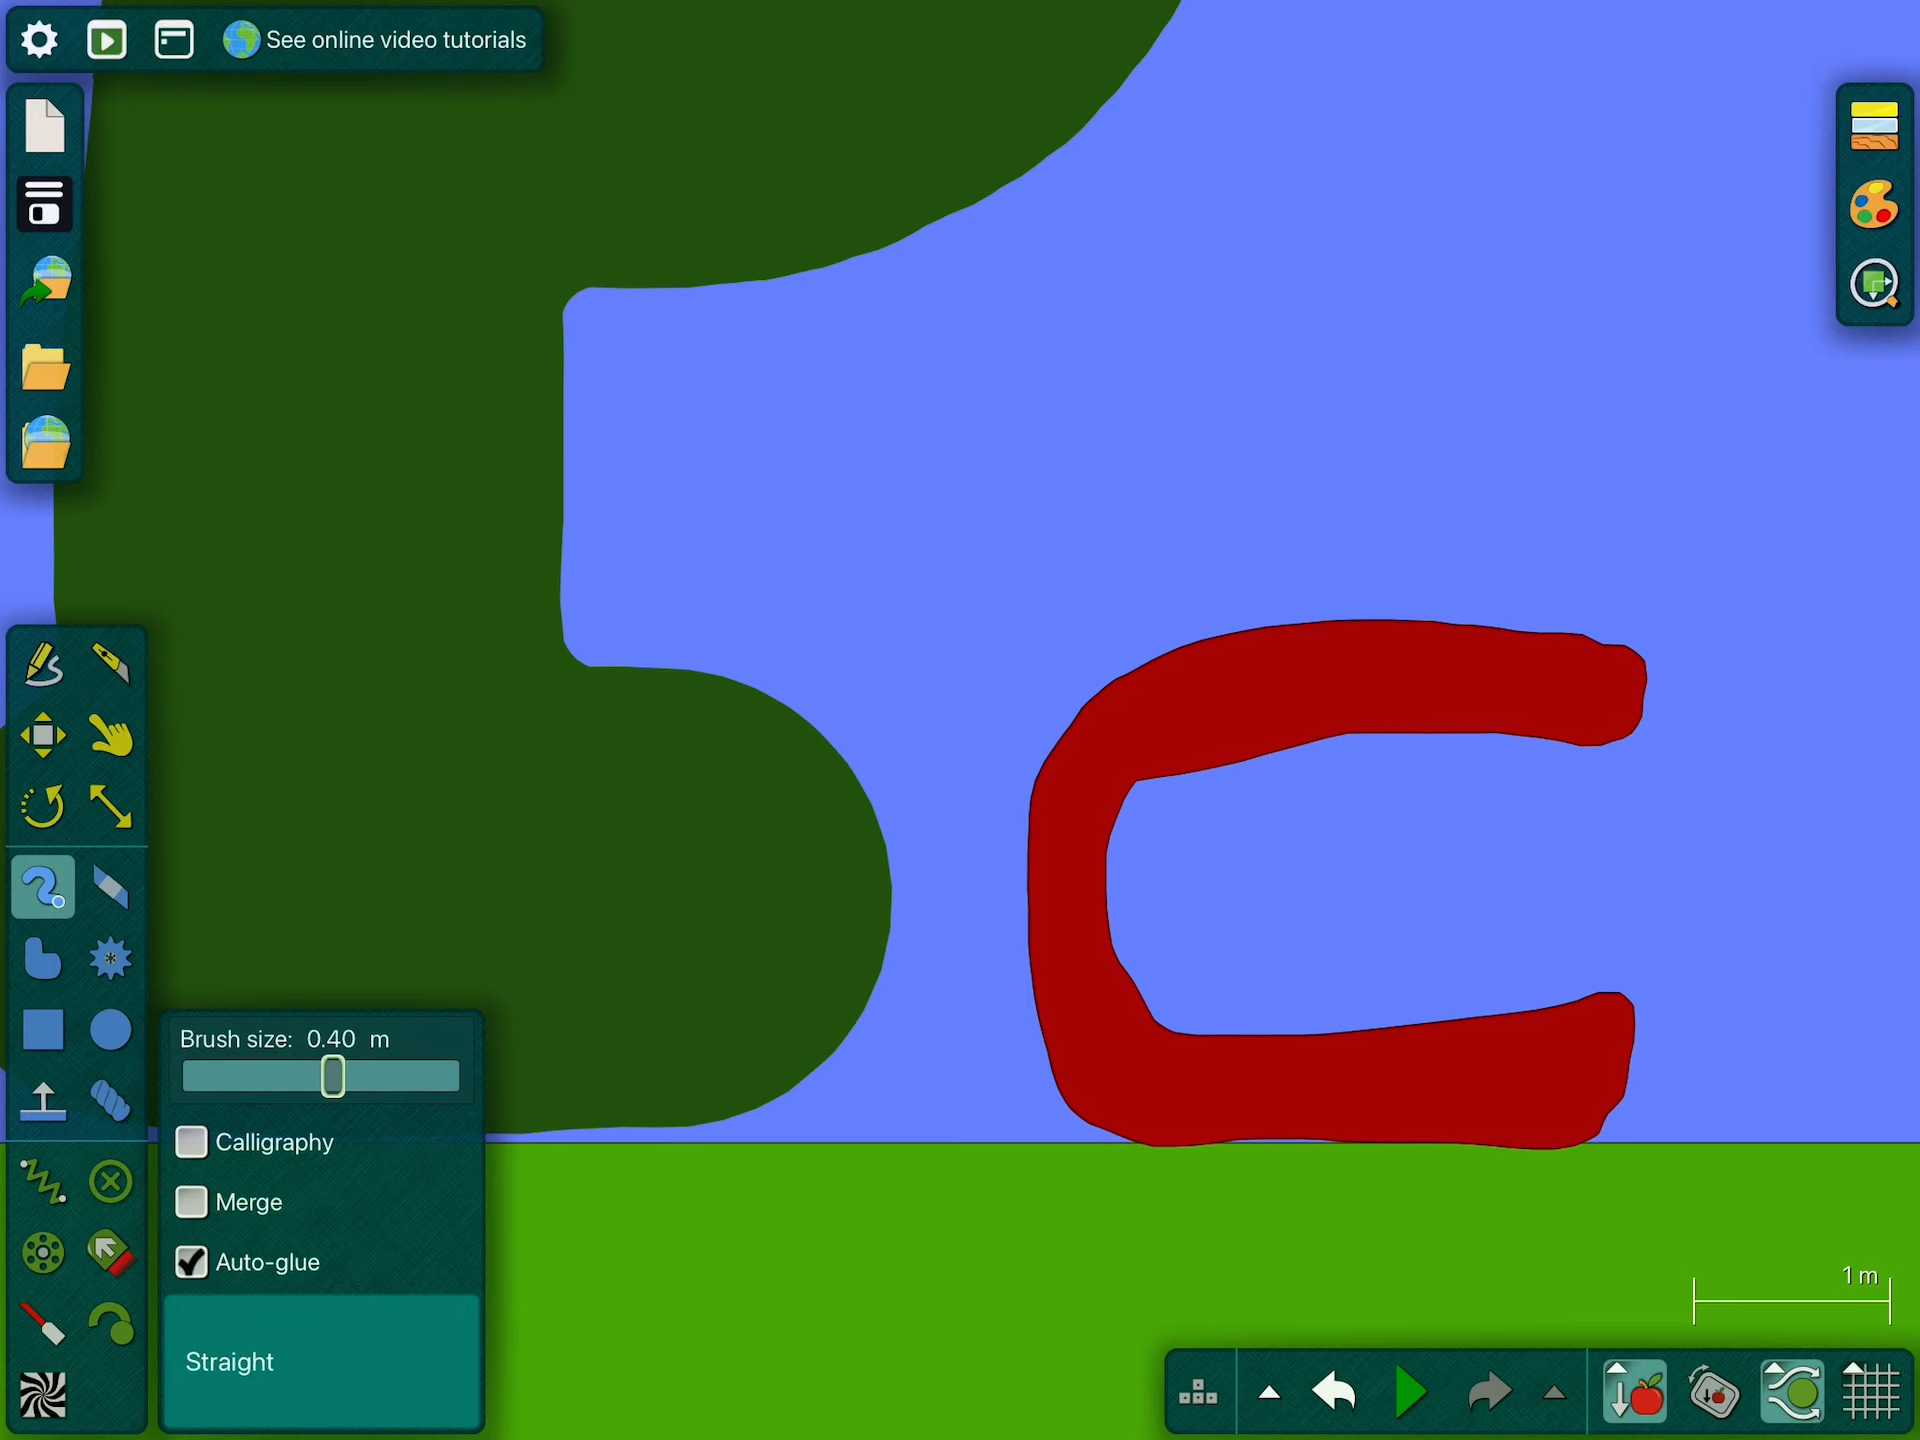 See online video tutorials
Brush size: 0.40 m
Calligraphy
Merge
Auto-glue
Straight
1 m